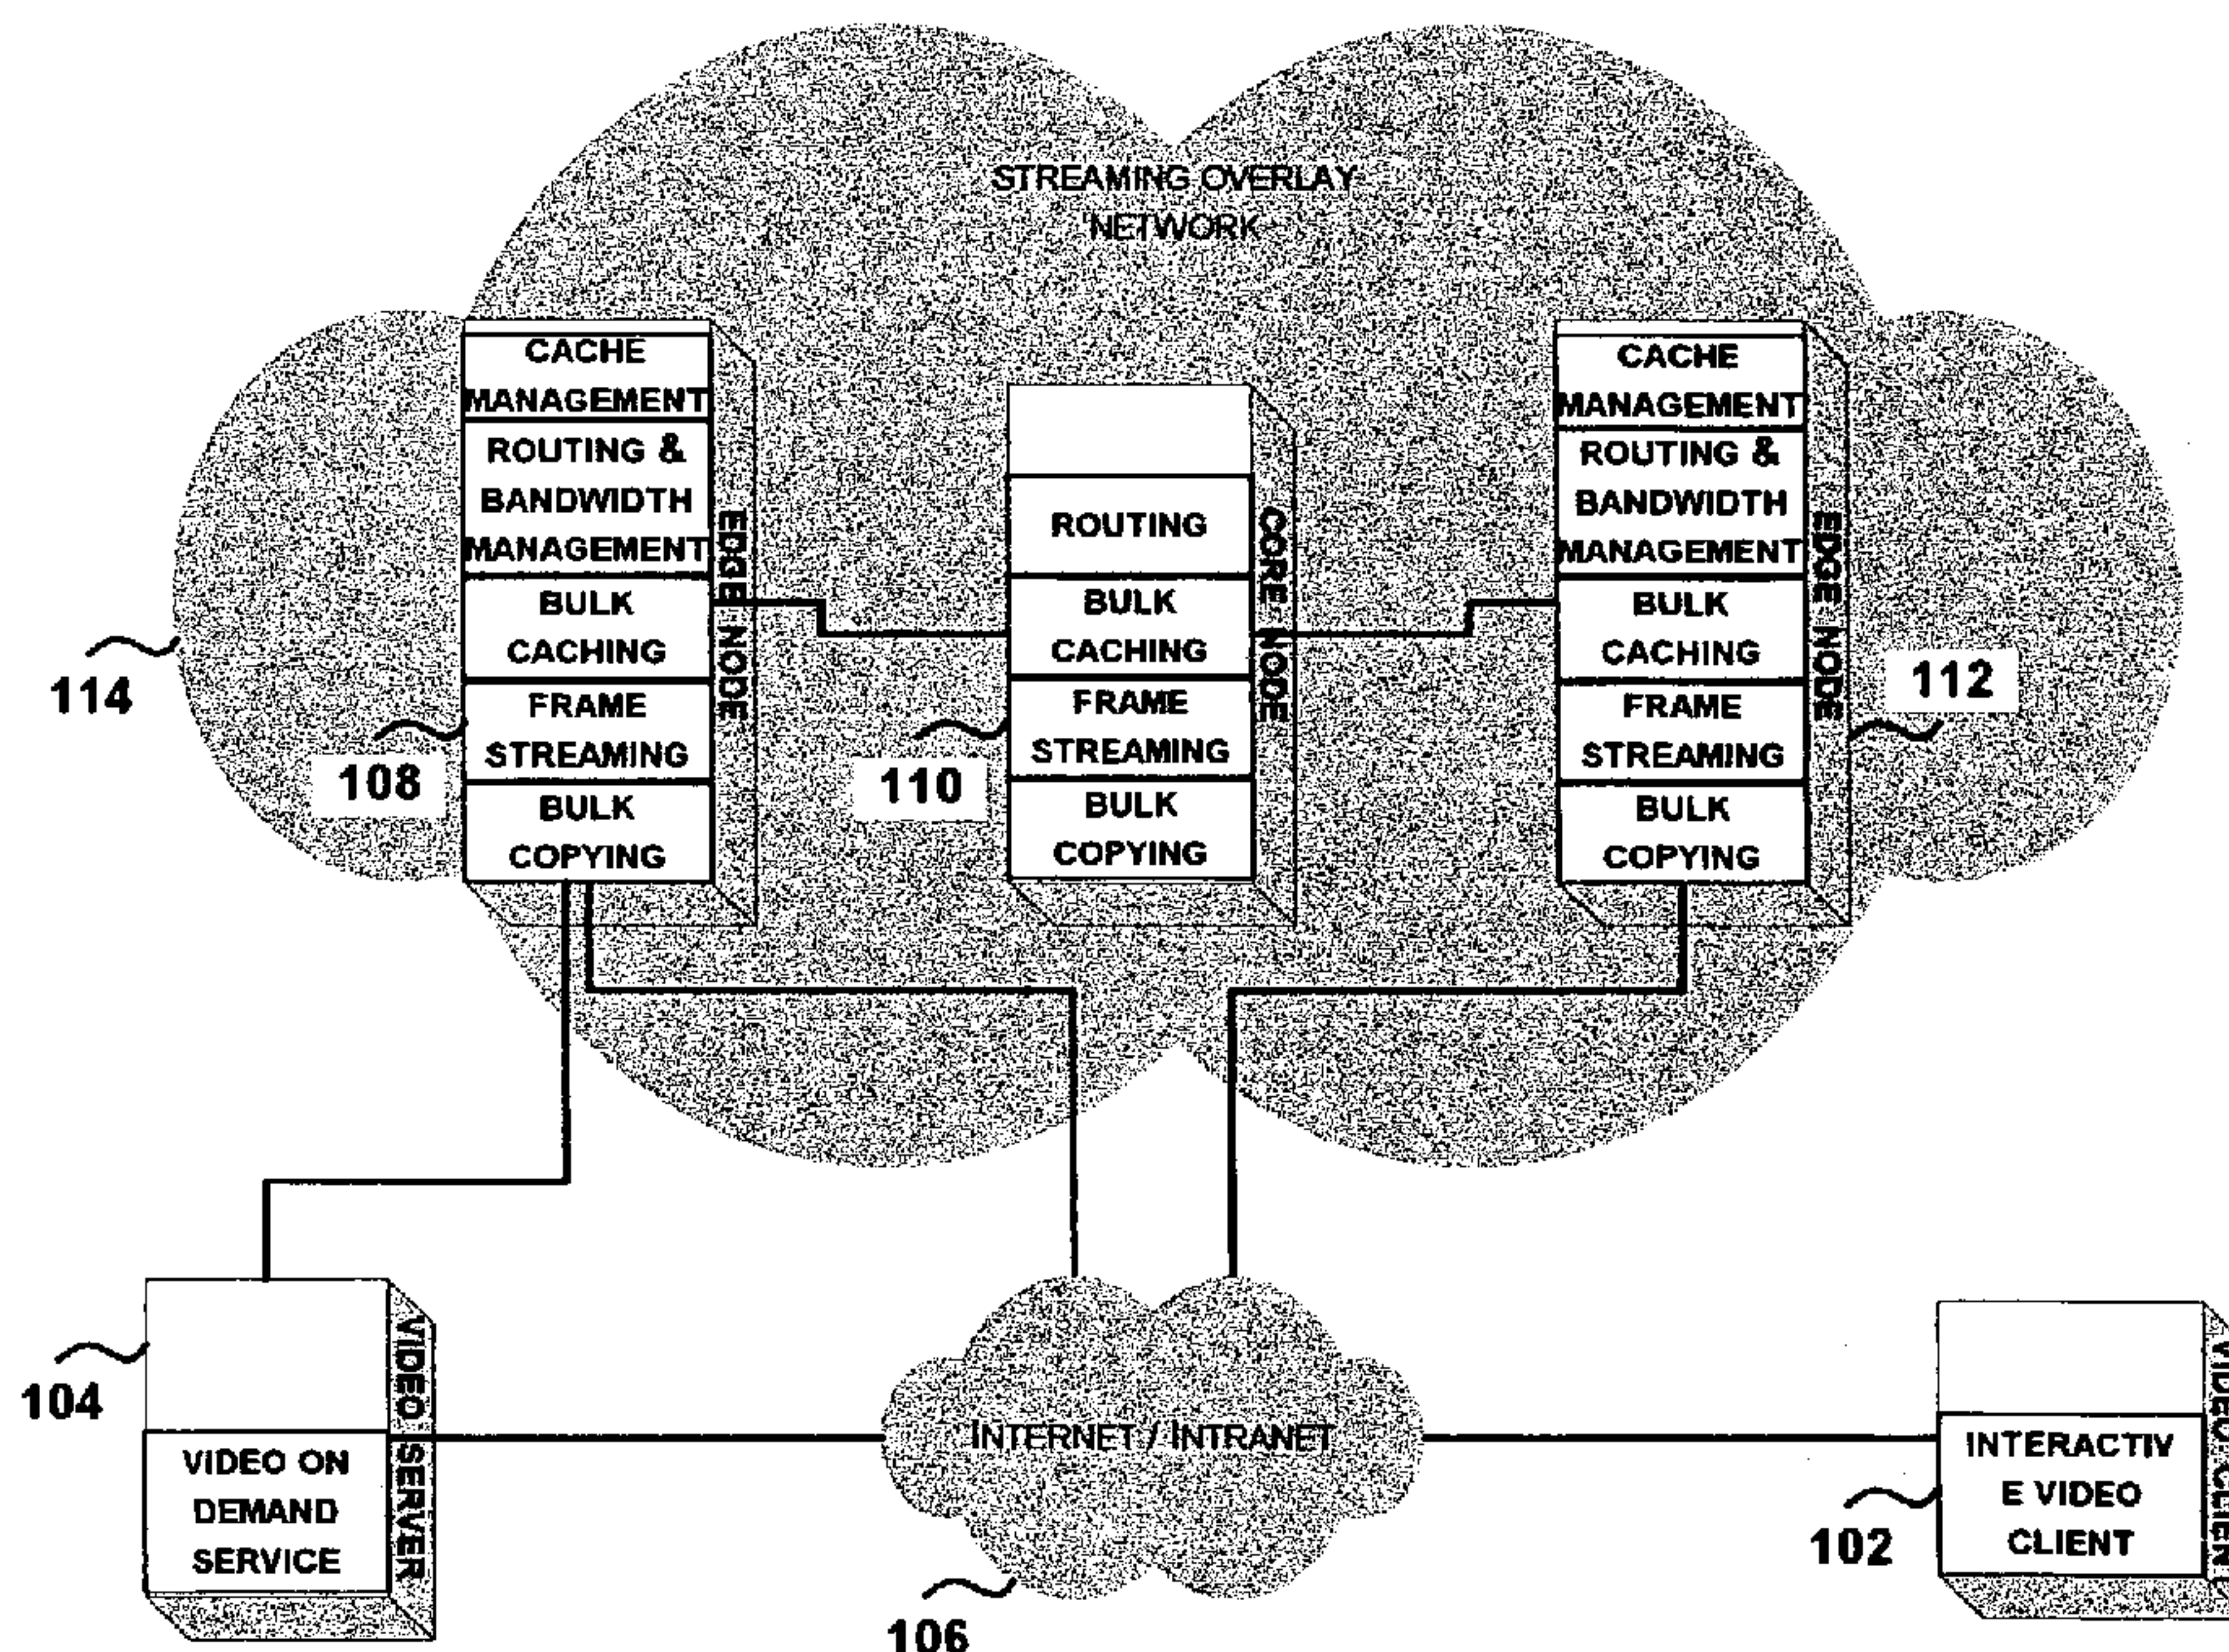 STREAMING OVERLAY
NETWORK
CACHE
MANAGEMENT
ROUTING &
BANDWIDTH
MANAGEMENT
BULK
CACHING
FRAME
STREAMING
BULK
COPYING
EDGE NODE
108
114
ROUTING
BULK
CACHING
FRAME
STREAMING
BULK
COPYING
CORE NODE
110
CACHE
MANAGEMENT
ROUTING &
BANDWIDTH
MANAGEMENT
BULK
CACHING
FRAME
STREAMING
BULK
COPYING
EDGE NODE
112
104
VIDEO ON
DEMAND
SERVICE
VIDEO SERVER
INTERNET / INTRANET
106
INTERACTIV
E VIDEO
CLIENT
VIDEO CLIENT
102